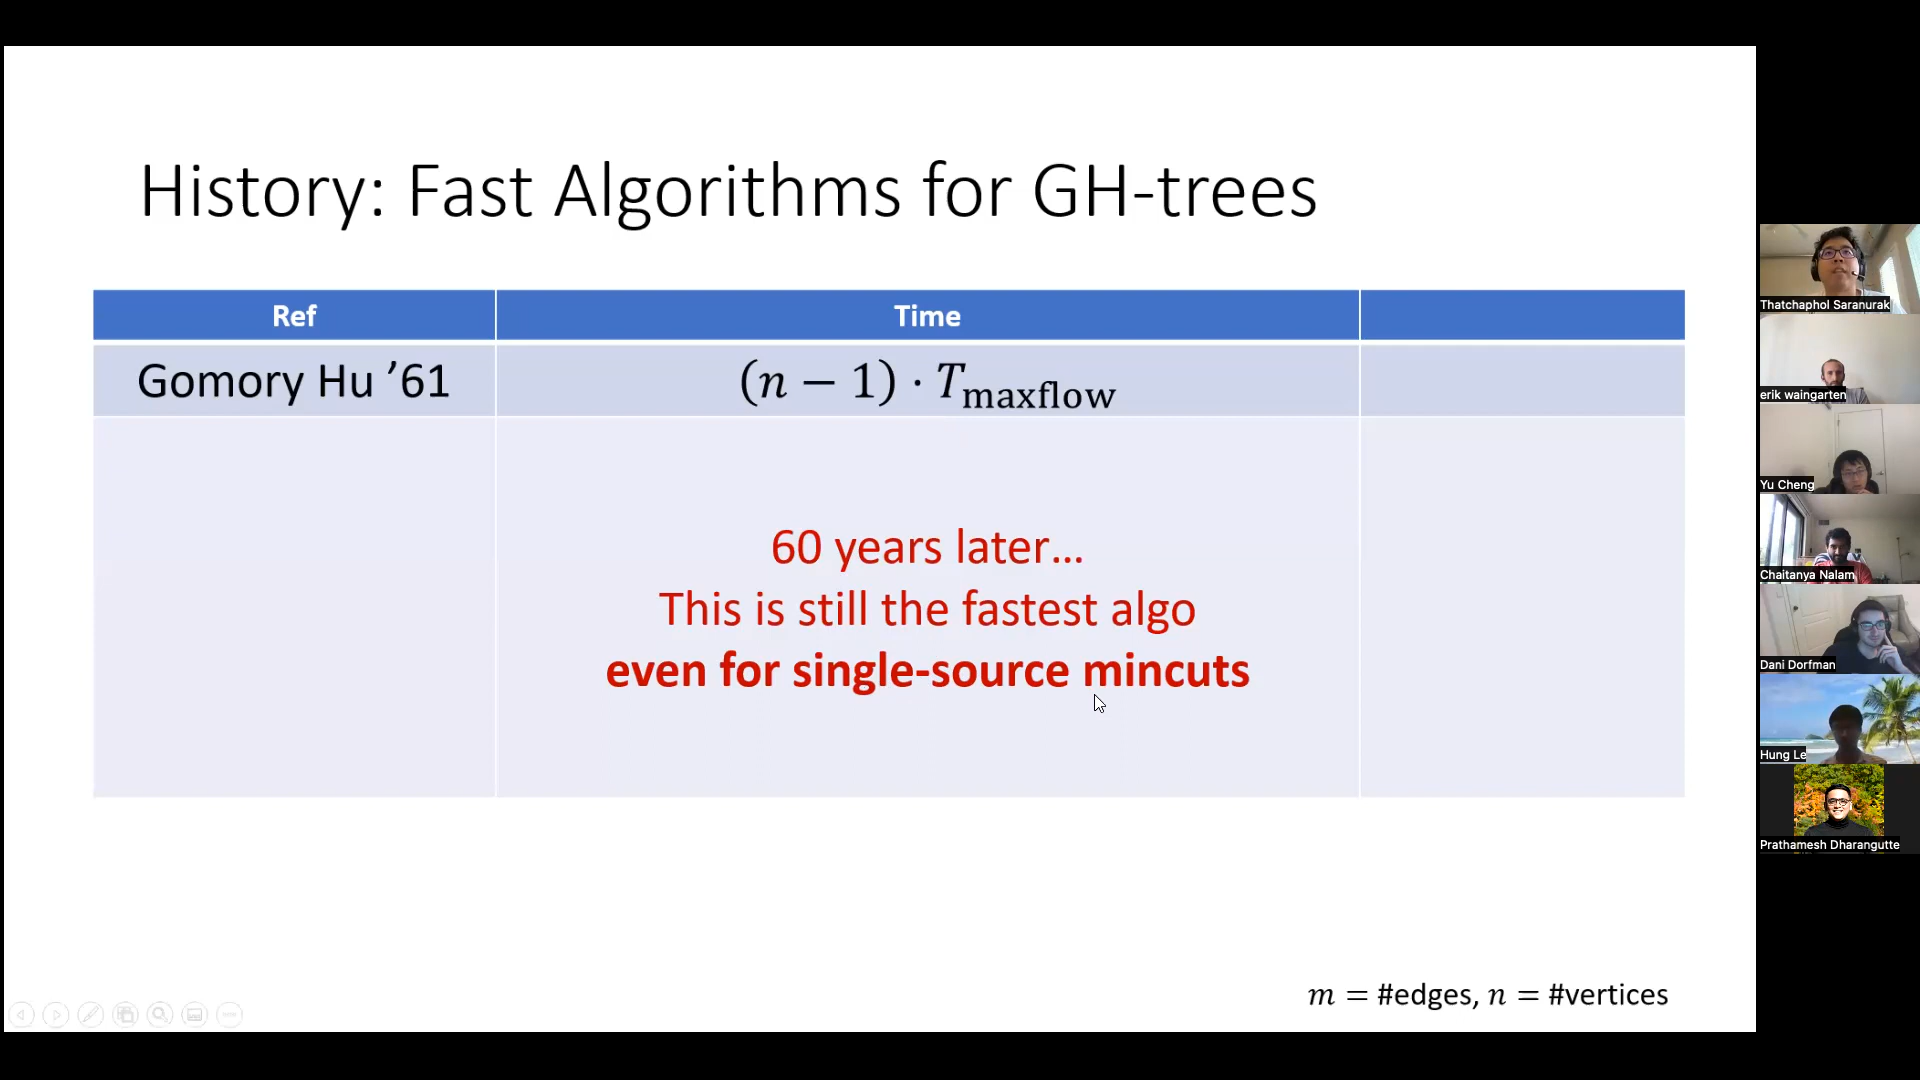 History: Fast Algorithms for GH-trees
Ref Time
Gomory Hu ’61 (n − 1) · T_maxflow
60 years later...
This is still the fastest algo
even for single-source mincuts
m = #edges, n = #vertices
Thatchaphol Saranurak
erik waingarten
Yu Cheng
Chaitanya Nalam
Dani Dorfman
Hung Le
Prathamesh Dharangutte